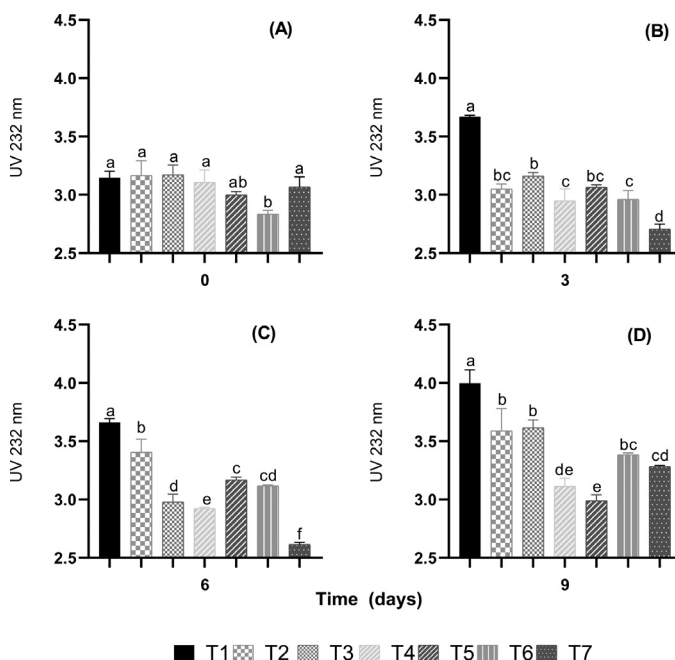 (A)
UV 232 nm
4.5
4.0
3.5
3.0
2.5
a a a a ab b a
0
(B)
UV 232 nm
4.5
4.0
3.5
3.0
2.5
a bc b c bc c d
3
(C)
UV 232 nm
4.5
4.0
3.5
3.0
2.5
a b d e c cd f
6
(D)
UV 232 nm
4.5
4.0
3.5
3.0
2.5
a b b de e bc cd
9
Time (days)
T1 T2 T3 T4 T5 T6 T7